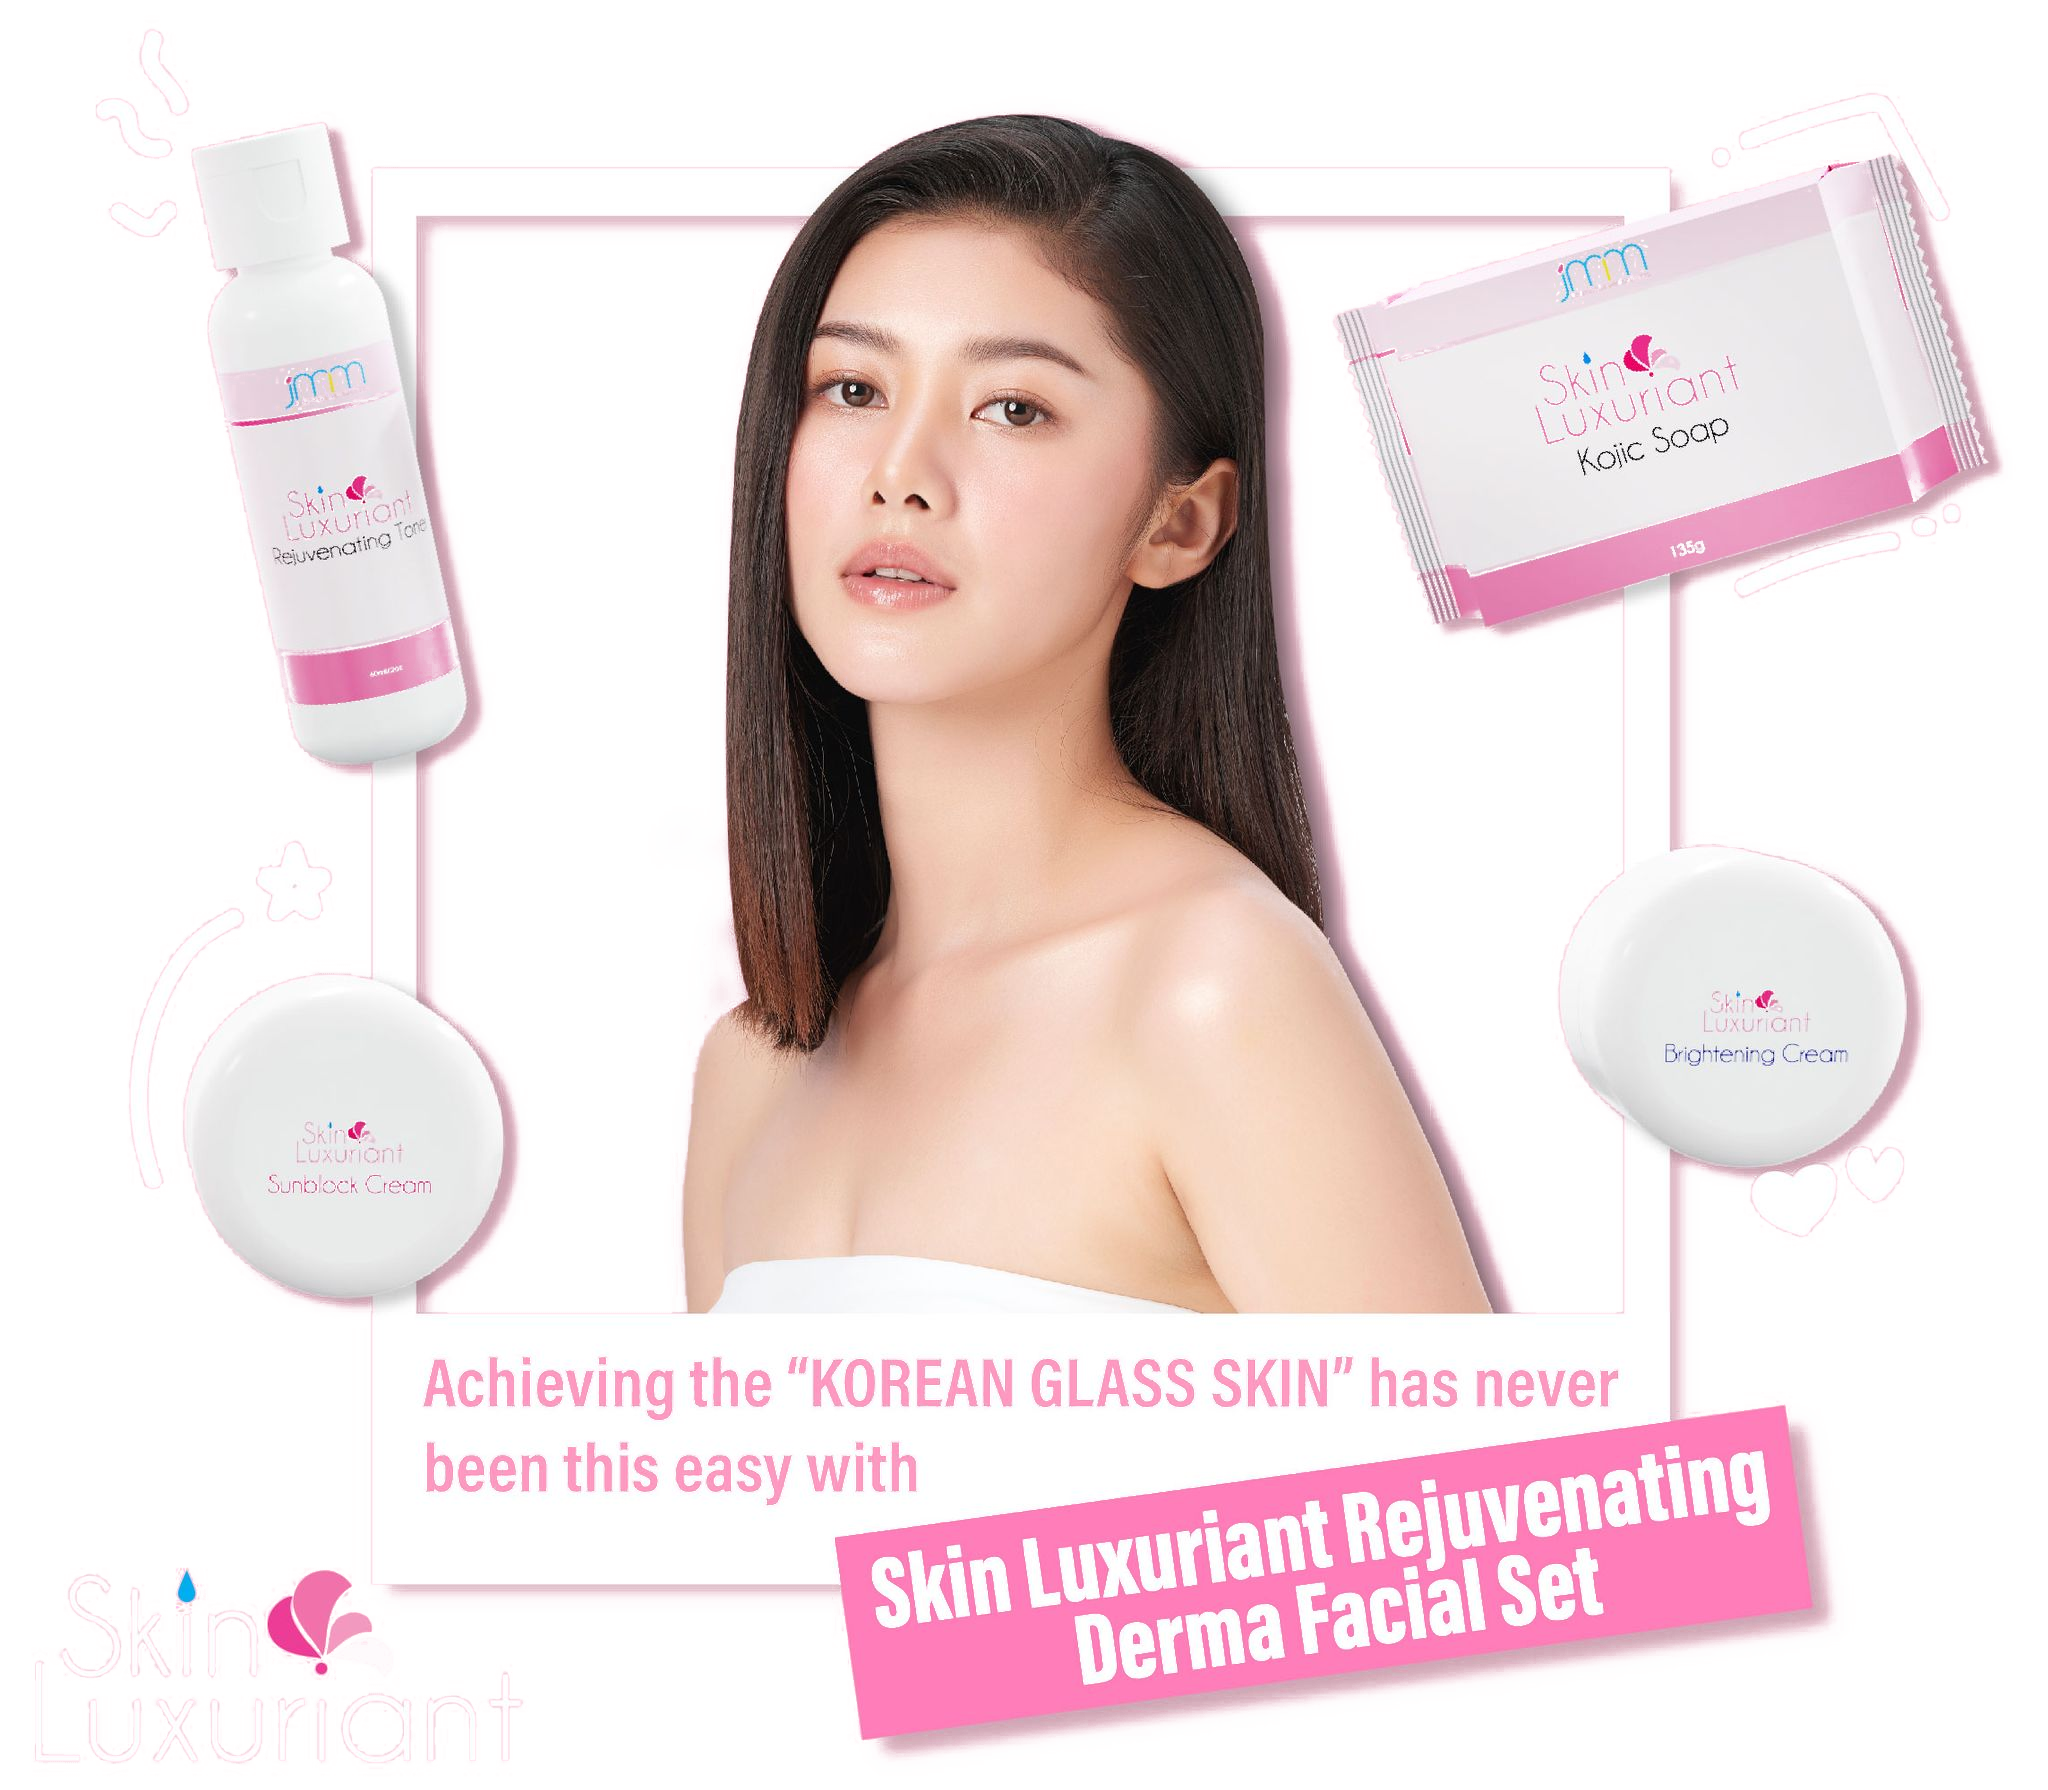 jmm
Skin
Luxuriant
Rejuvenating Tone
jmm
Skin
Luxuriant
Kojic Soap
135g
Skin
Luxuriant
Sunblock Cream
Skin
Luxuriant
Brightening Cream
Achieving the “KOREAN GLASS SKIN” has never
been this easy with
Skin Luxuriant Rejuvenating
Derma Facial Set
Skin
Luxuriant